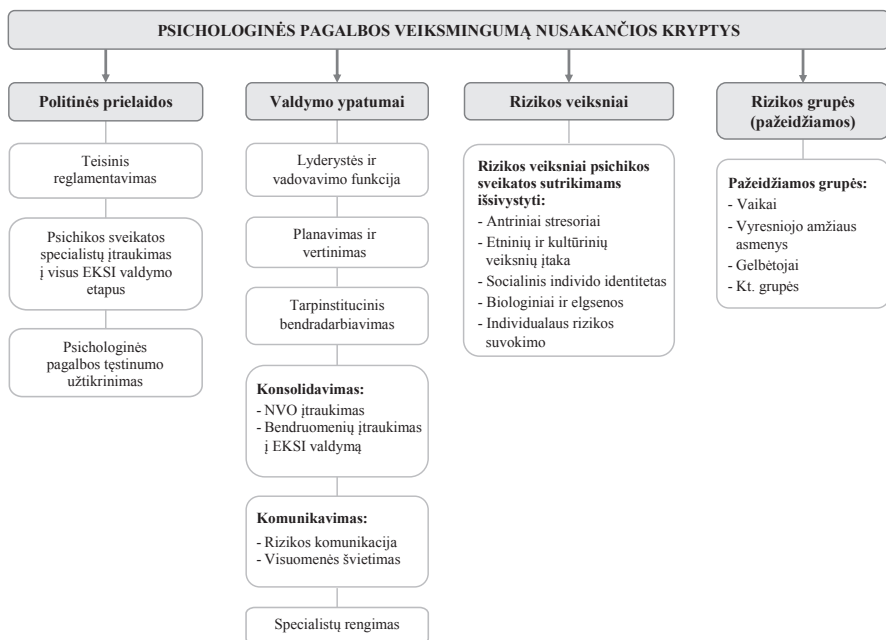 PSICHOLOGINĖS PAGALBOS VEIKSMINGUMĄ NUSAKANČIOS KRYPTYS
Politinės prielaidos
Teisinis
reglamentavimas
Psichikos sveikatos
specialistų įtraukimas
į visus EKSI valdymo
etapus
Psichologinės
pagalbos tęstinumo
užtikrinimas
Valdymo ypatumai
Lyderystės ir
vadovavimo funkcija
Planavimas ir
vertinimas
Tarpinstitucinis
bendradarbiavimas
Konsolidavimas:
- NVO įtraukimas
- Bendruomenių įtraukimas
į EKSI valdymą
Komunikavimas:
- Rizikos komunikacija
- Visuomenės švietimas
Specialistų rengimas
Rizikos veiksniai
Rizikos veiksniai psichikos
sveikatos sutrikimams
išsivystyti:
- Antriniai stresoriai
- Etninių ir kultūrinių
veiksnių įtaka
- Socialinis individo identitetas
- Biologiniai ir elgsenos
- Individualaus rizikos
suvokimo
Rizikos grupės
(pažeidžiamos)
Pažeidžiamos grupės:
- Vaikai
- Vyresniojo amžiaus
asmenys
- Gelbėtojai
- Kt. grupės